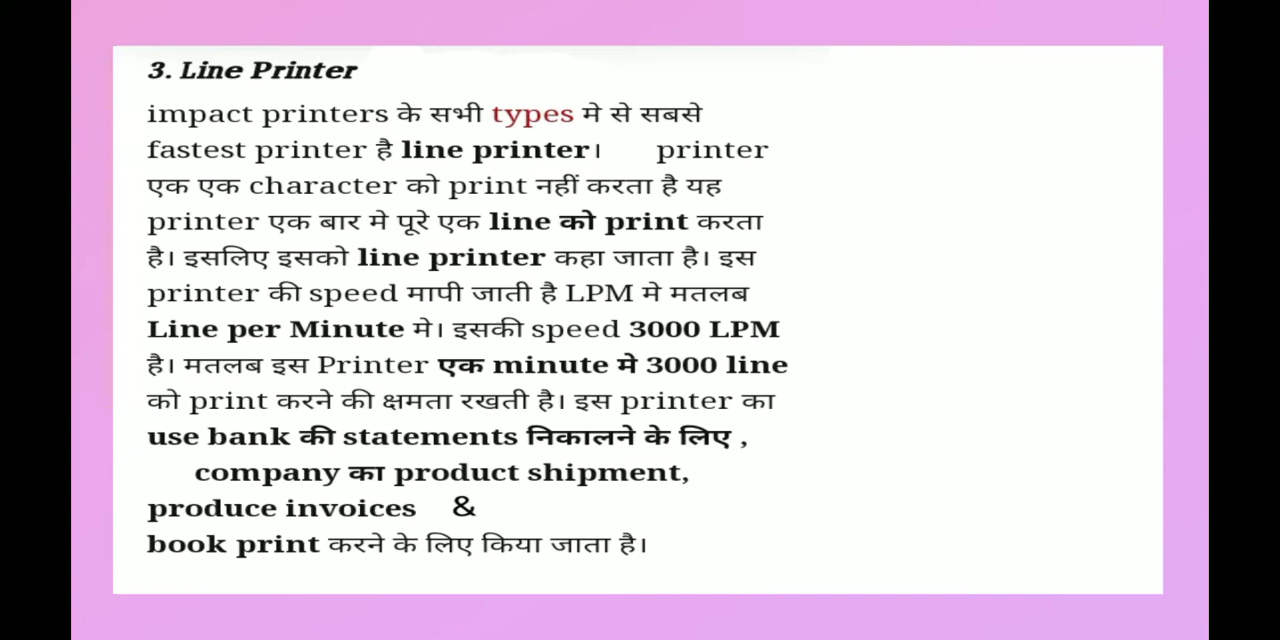 3. Line Printer
impact printers के सभी types मे से सबसे
fastest printer है line printer। printer
एक एक character को print नहीं करता है यह
printer एक बार मे पूरे एक line को print करता
है। इसलिए इसको line printer कहा जाता है। इस
printer की speed मापी जाती है LPM मे मतलब
Line per Minute मे। इसकी speed 3000 LPM
है। मतलब इस Printer एक minute मे 3000 line
को print करने की क्षमता रखती है। इस printer का
use bank की statements निकालने के लिए ,
company का product shipment,
produce invoices &
book print करने के लिए किया जाता है।